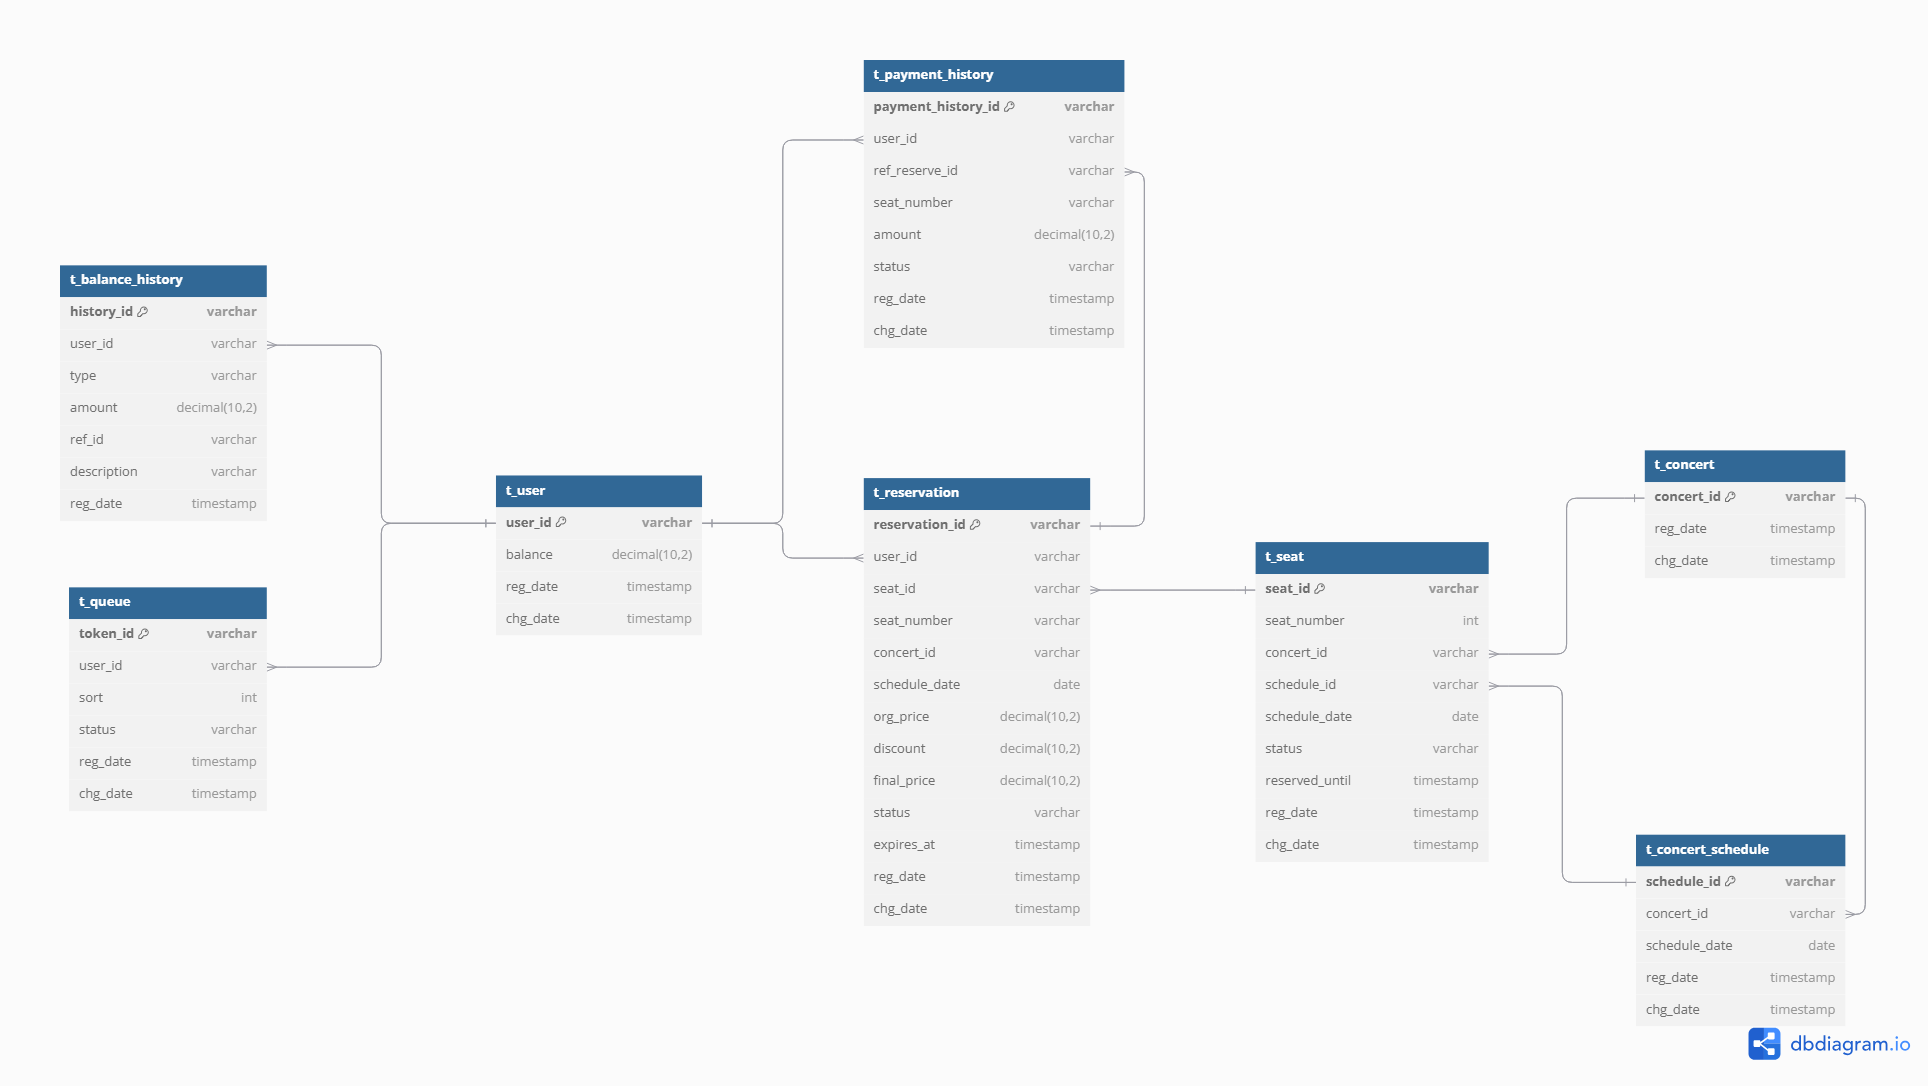 t_payment_history
payment_history_id varchar
user_id varchar
ref_reserve_id varchar
seat_number varchar
amount decimal(10,2)
status varchar
reg_date timestamp
chg_date timestamp
t_balance_history
history_id varchar
user_id varchar
type varchar
amount decimal(10,2)
ref_id varchar
description varchar
reg_date timestamp
t_queue
token_id varchar
user_id varchar
sort int
status varchar
reg_date timestamp
chg_date timestamp
t_user
user_id varchar
balance decimal(10,2)
reg_date timestamp
chg_date timestamp
t_reservation
reservation_id varchar
user_id varchar
seat_id varchar
seat_number varchar
concert_id varchar
schedule_date date
org_price decimal(10,2)
discount decimal(10,2)
final_price decimal(10,2)
status varchar
expires_at timestamp
reg_date timestamp
chg_date timestamp
t_seat
seat_id varchar
seat_number int
concert_id varchar
schedule_id varchar
schedule_date date
status varchar
reserved_until timestamp
reg_date timestamp
chg_date timestamp
t_concert
concert_id varchar
reg_date timestamp
chg_date timestamp
t_concert_schedule
schedule_id varchar
concert_id varchar
schedule_date date
reg_date timestamp
chg_date timestamp
dbdiagram.io